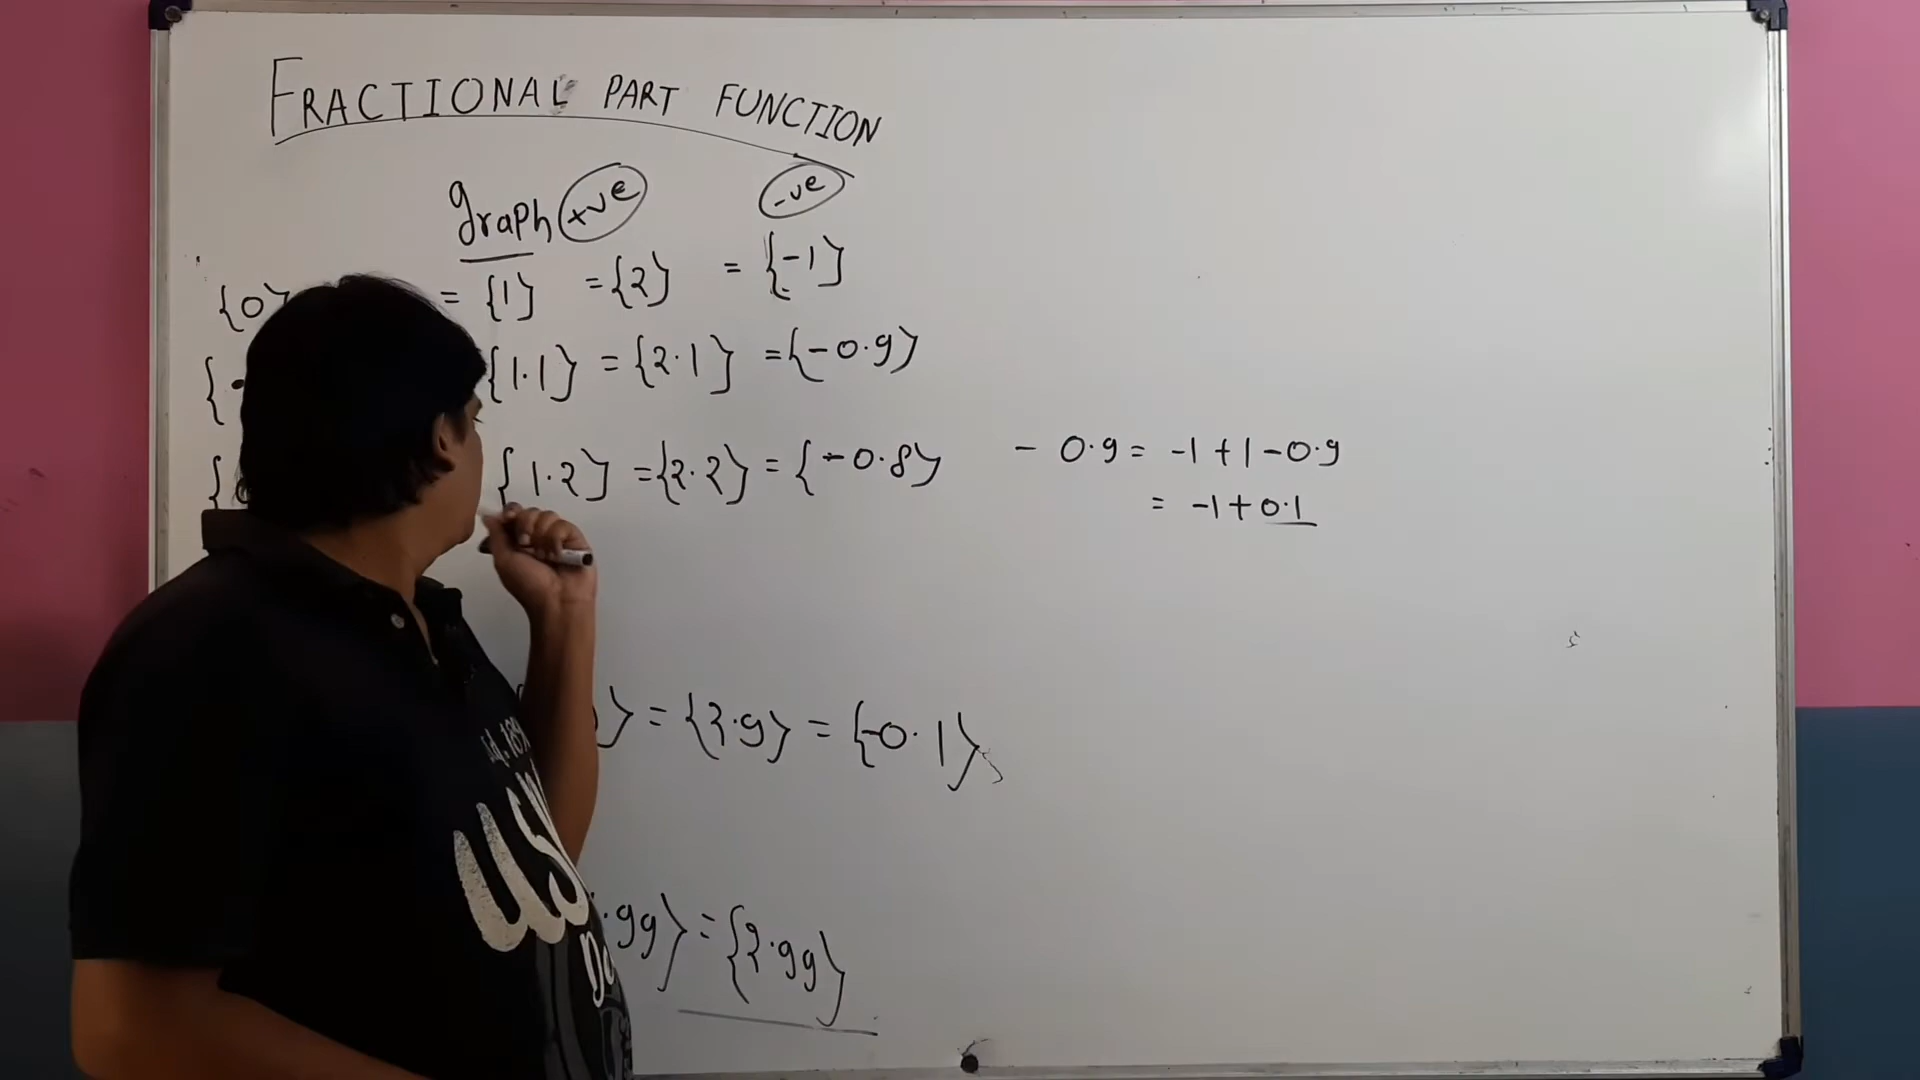 FRACTIONAL PART FUNCTION
graph +ve -ve
{0} = {1} = {2} = {-1}
{1.1} = {2.1} = {-0.9}
{1.2} = {2.2} = {-0.8}
- 0.9 = -1+1-0.9
= -1+0.1
} = {2.9} = {-0.1}
.99} = {2.99}